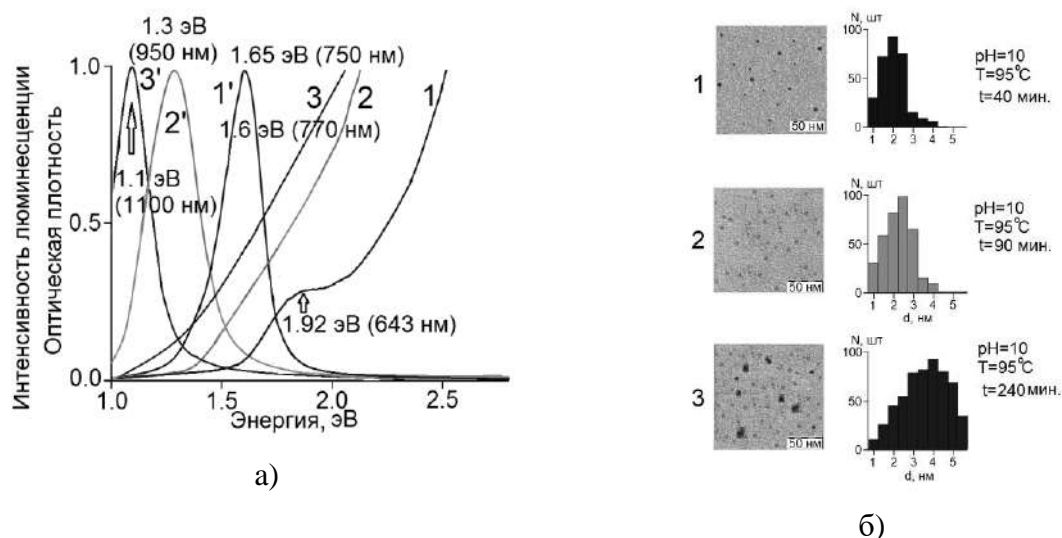 1.3 эВ
(950 нм)
1.65 эВ (750 нм)
3'
1'
3
2
1
2'
1.6 эВ (770 нм)
1.1 эВ
(1100 нм)
1.92 эВ (643 нм)
Интенсивность люминесценции
Оптическая плотность
1.0
0.5
0.0
1.0
1.5
2.0
2.5
Энергия, эВ
а)
1
50 нм
N, шт
100
50
0
1 2 3 4 5
pH=10
T=95°C
t=40 мин.
2
50 нм
N, шт
100
50
0
1 2 3 4 5
d, нм
pH=10
T=95°C
t=90 мин.
3
50 нм
N, шт
100
50
0
1 2 3 4 5
d, нм
pH=10
T=95°C
t=240 мин.
б)